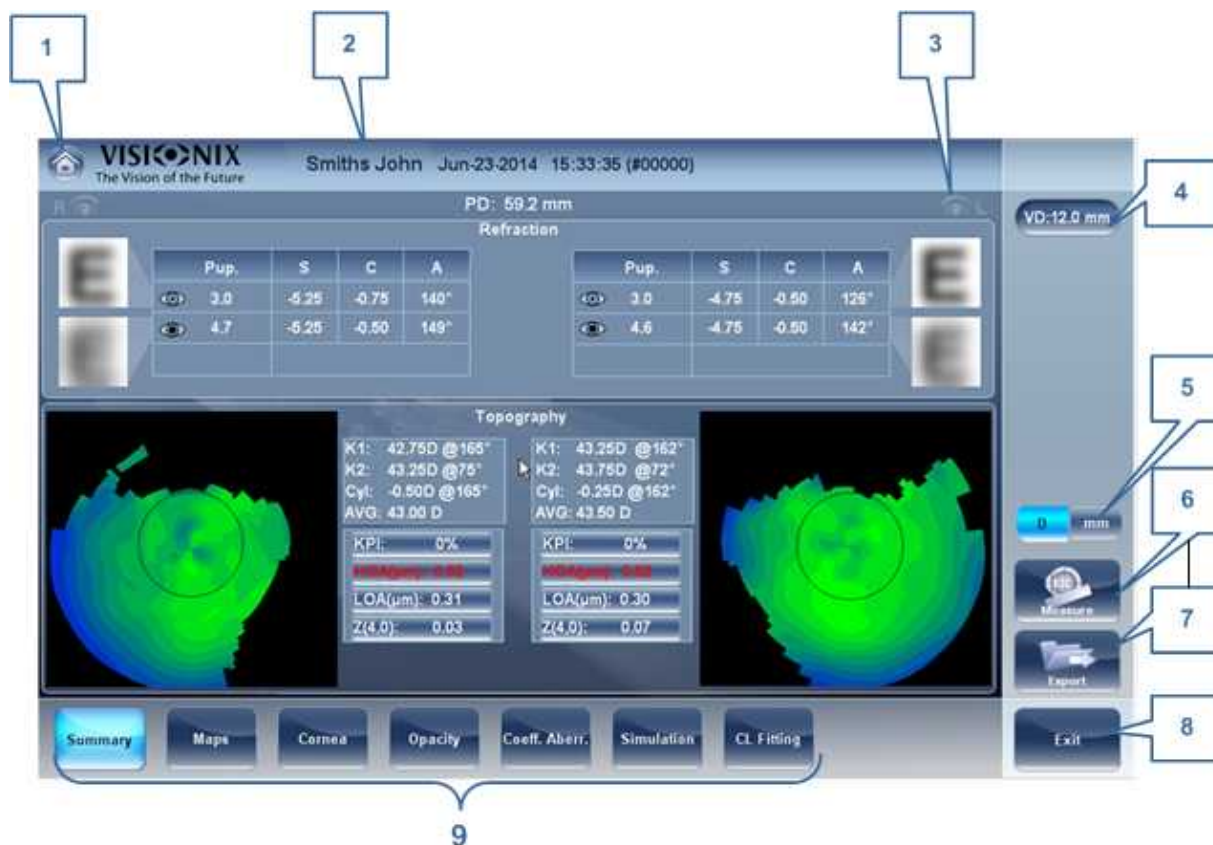 1
2
3
VISIONIX
The Vision of the Future
Smiths John Jun-23-2014 15:33:35 (#00000)
4
R
PD: 59.2 mm
L
VD:12.0 mm
Refraction
E
Pup. S C A
3.0 -5.25 -0.75 140°
4.7 -5.25 -0.50 149°
E
Pup. S C A
3.0 -4.75 -0.50 126°
4.6 -4.75 -0.50 142°
E
E
5
Topography
K1: 42.75D @165°
K2: 43.25D @75°
Cyl: -0.50D @165°
AVG: 43.00 D
KPI: 0%
HOA(µm):
LOA(µm): 0.31
Z(4,0): 0.03
K1: 43.25D @162°
K2: 43.75D @72°
Cyl: -0.25D @162°
AVG: 43.50 D
KPI: 0%
HOA(µm):
LOA(µm): 0.30
Z(4,0): 0.07
mm
6
Measure
7
Export
Summary
Maps
Cornea
Opacity
Coeff. Aberr.
Simulation
CL Fitting
Exit
8
9